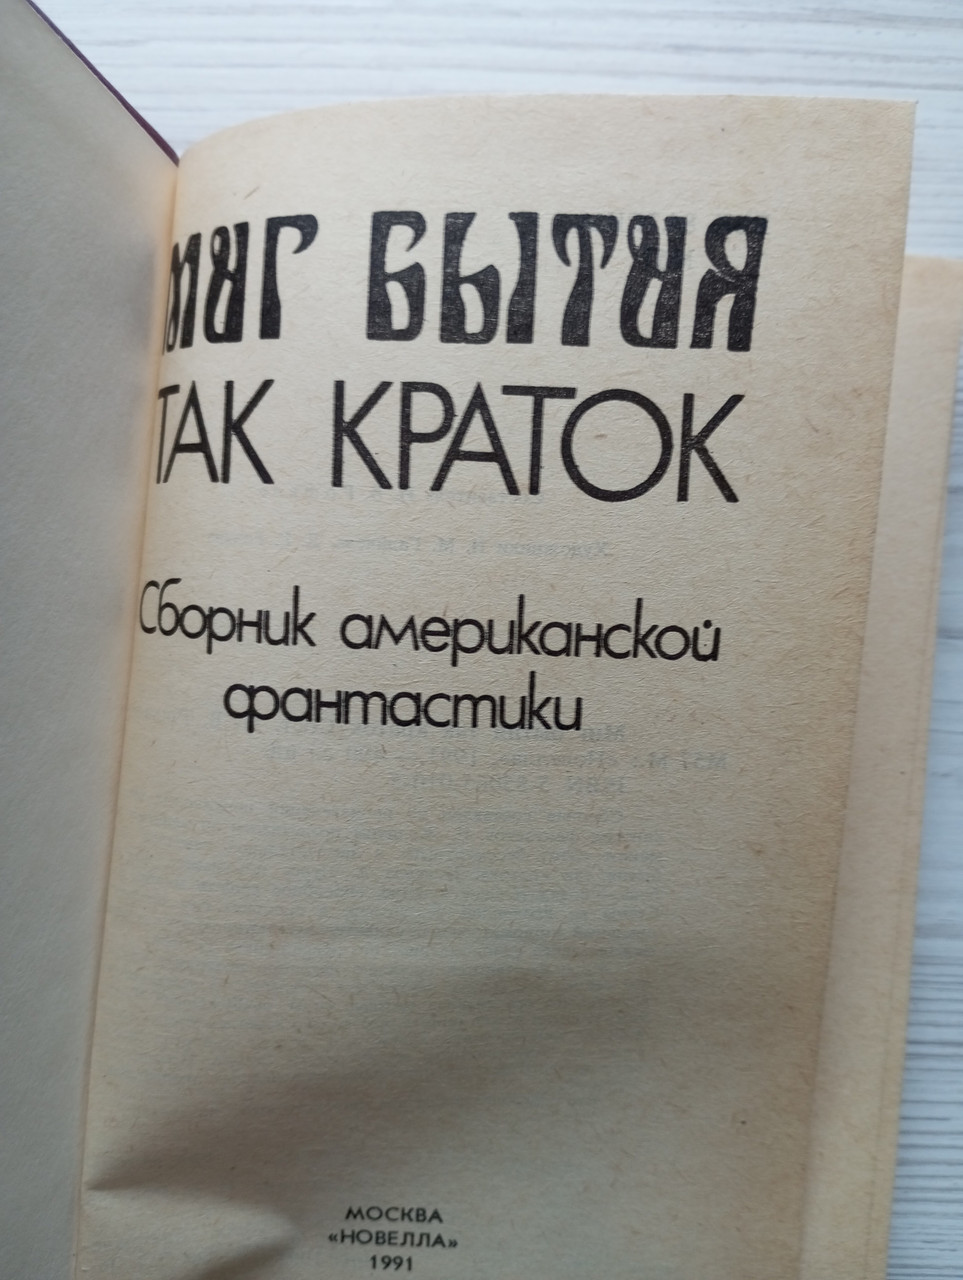 МИГ БЫТИЯ
ТАК КРАТОК
Сборник американской
фантастики
МОСКВА
«НОВЕЛЛА»
1991